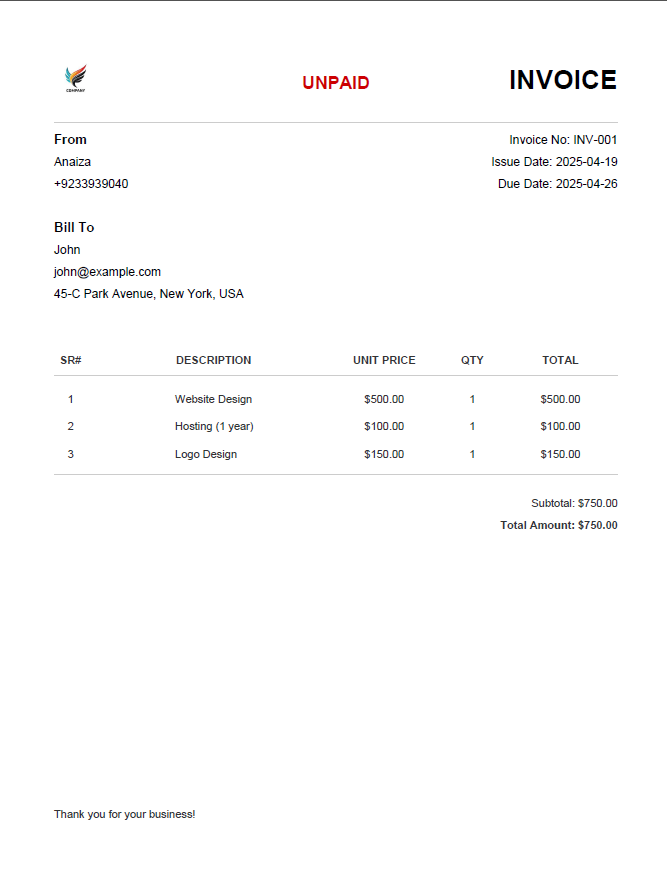 COMPANY
UNPAID
INVOICE
From
Anaiza
+9233939040
Invoice No: INV-001
Issue Date: 2025-04-19
Due Date: 2025-04-26
Bill To
John
john@example.com
45-C Park Avenue, New York, USA
SR# DESCRIPTION UNIT PRICE QTY TOTAL
1 Website Design $500.00 1 $500.00
2 Hosting (1 year) $100.00 1 $100.00
3 Logo Design $150.00 1 $150.00
Subtotal: $750.00
Total Amount: $750.00
Thank you for your business!